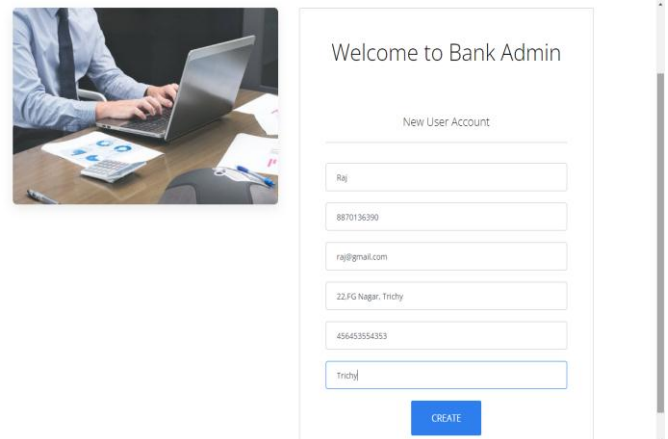 Welcome to Bank Admin
New User Account
Raj
8870136390
raj@gmail.com
22,FG Nagar, Trichy
456453554353
Trichy
CREATE